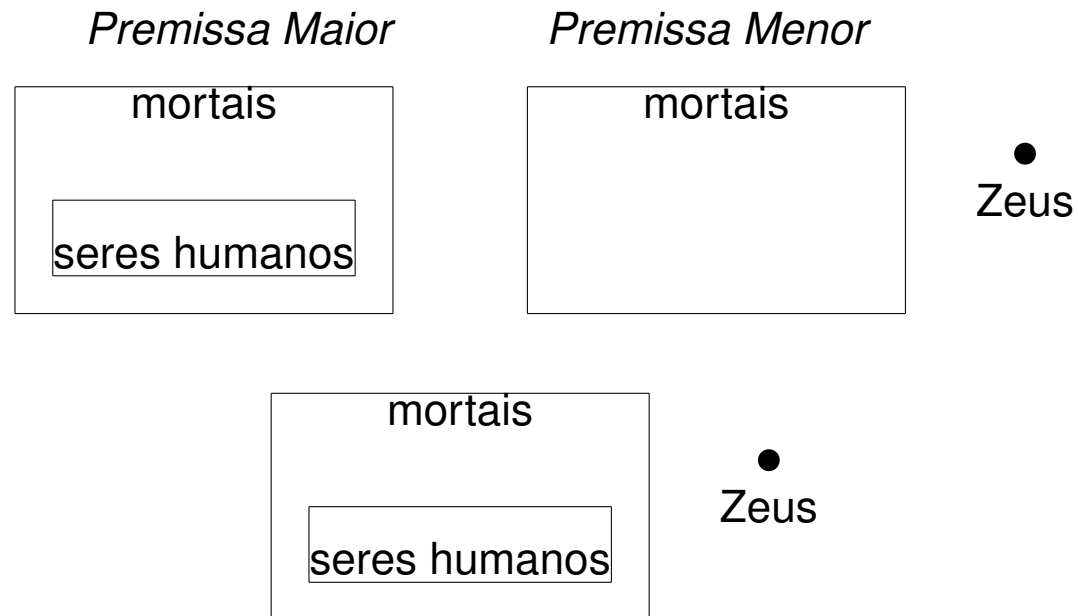 Premissa Maior Premissa Menor
mortais mortais
Zeus
seres humanos
mortais
Zeus
seres humanos